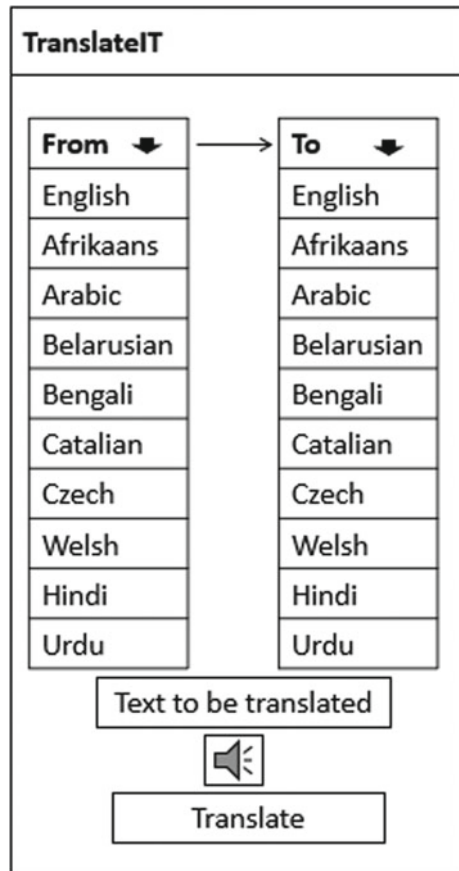 TranslateIT
From To
English English
Afrikaans Afrikaans
Arabic Arabic
Belarusian Belarusian
Bengali Bengali
Catalian Catalian
Czech Czech
Welsh Welsh
Hindi Hindi
Urdu Urdu
Text to be translated
Translate